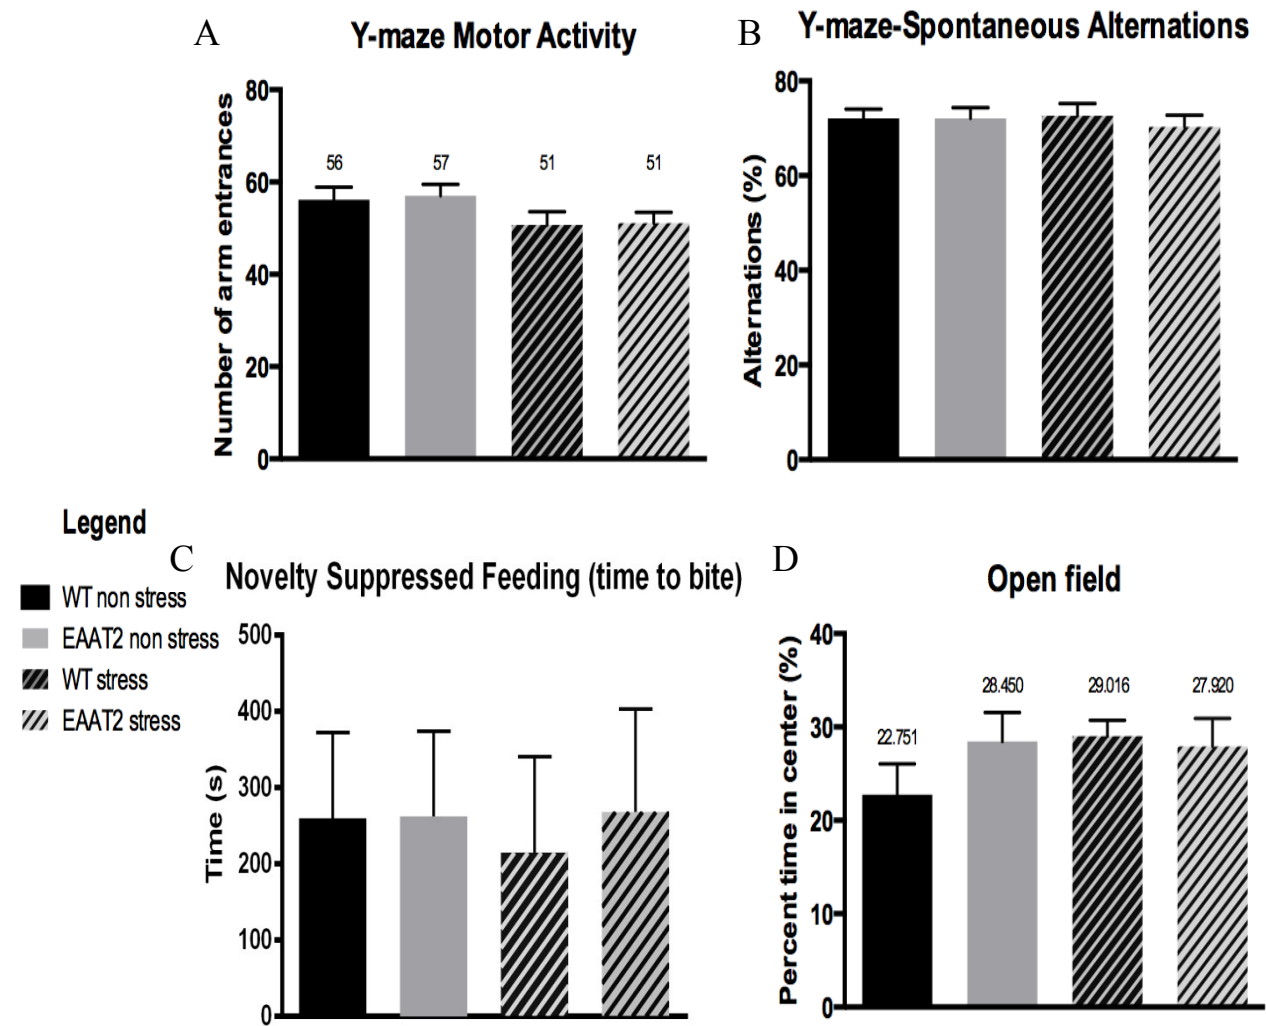 A
Y-maze Motor Activity
Number of arm entrances
80
60
40
20
0
56
57
51
51
B
Y-maze-Spontaneous Alternations
Alternations (%)
80
60
40
20
0
Legend
WT non stress
EAAT2 non stress
WT stress
EAAT2 stress
C
Novelty Suppressed Feeding (time to bite)
Time (s)
500
400
300
200
100
0
D
Open field
Percent time in center (%)
40
30
20
10
0
22.751
28.450
29.016
27.920